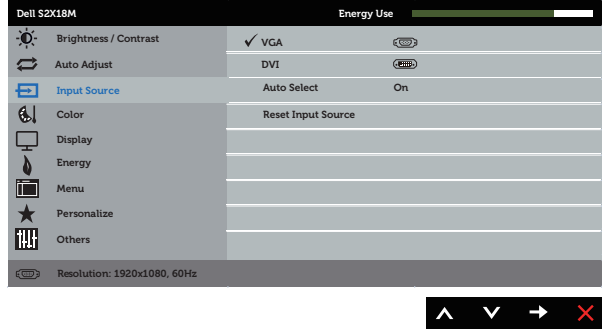 Dell S2X18M Energy Use
Brightness / Contrast
Auto Adjust
Input Source
Color
Display
Energy
Menu
Personalize
Others
VGA
DVI
Auto Select On
Reset Input Source
Resolution: 1920x1080, 60Hz